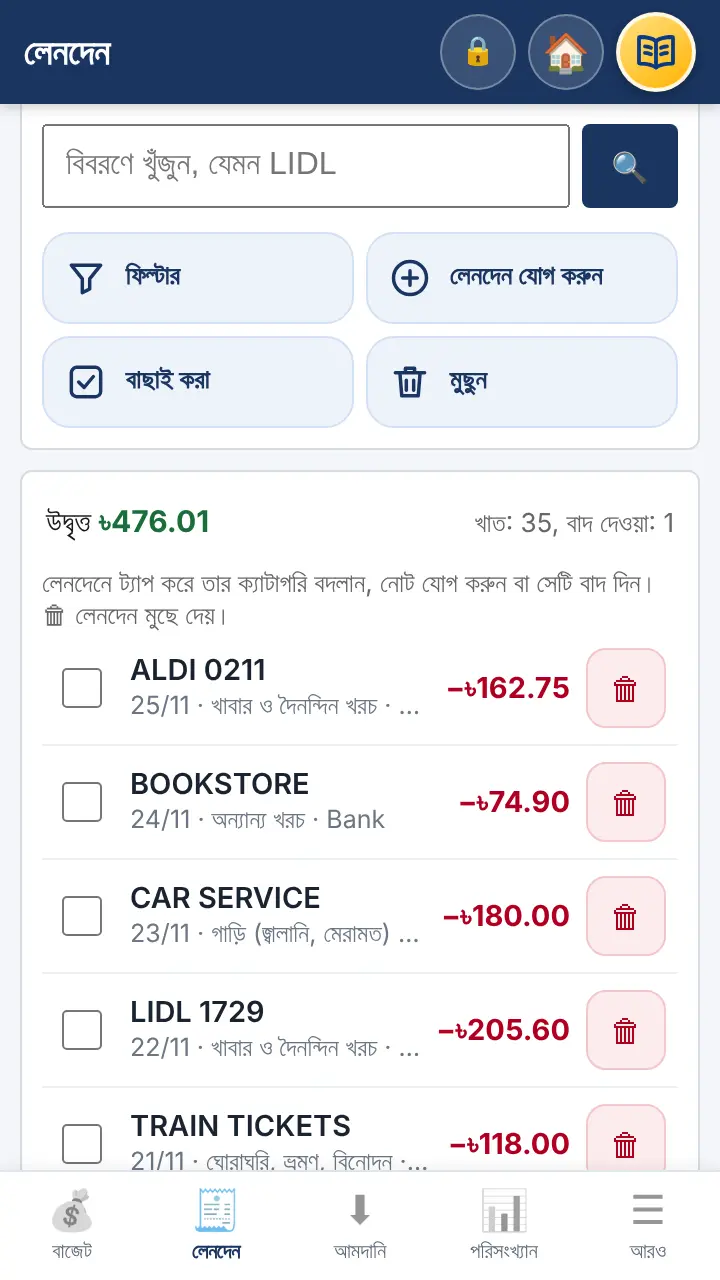 লেনদেন
বিবরণে খুঁজুন, যেমন LIDL
ফিল্টার
লেনদেন যোগ করুন
বাছাই করা
মুছুন
উদ্বৃত্ত ৳476.01
খাত: 35, বাদ দেওয়া: 1
লেনদেনে ট্যাপ করে তার ক্যাটাগরি বদলান, নোট যোগ করুন বা সেটি বাদ দিন।
🗑 লেনদেন মুছে দেয়।
ALDI 0211
25/11 · খাবার ও দৈনন্দিন খরচ · ...
−৳162.75
BOOKSTORE
24/11 · অন্যান্য খরচ · Bank
−৳74.90
CAR SERVICE
23/11 · গাড়ি (জ্বালানি, মেরামত) ...
−৳180.00
LIDL 1729
22/11 · খাবার ও দৈনন্দিন খরচ · ...
−৳205.60
TRAIN TICKETS
21/11 · ঘোরাঘুরি, ভ্রমণ, বিনোদন ·...
−৳118.00
বাজেট
লেনদেন
আমদানি
পরিসংখ্যান
আরও